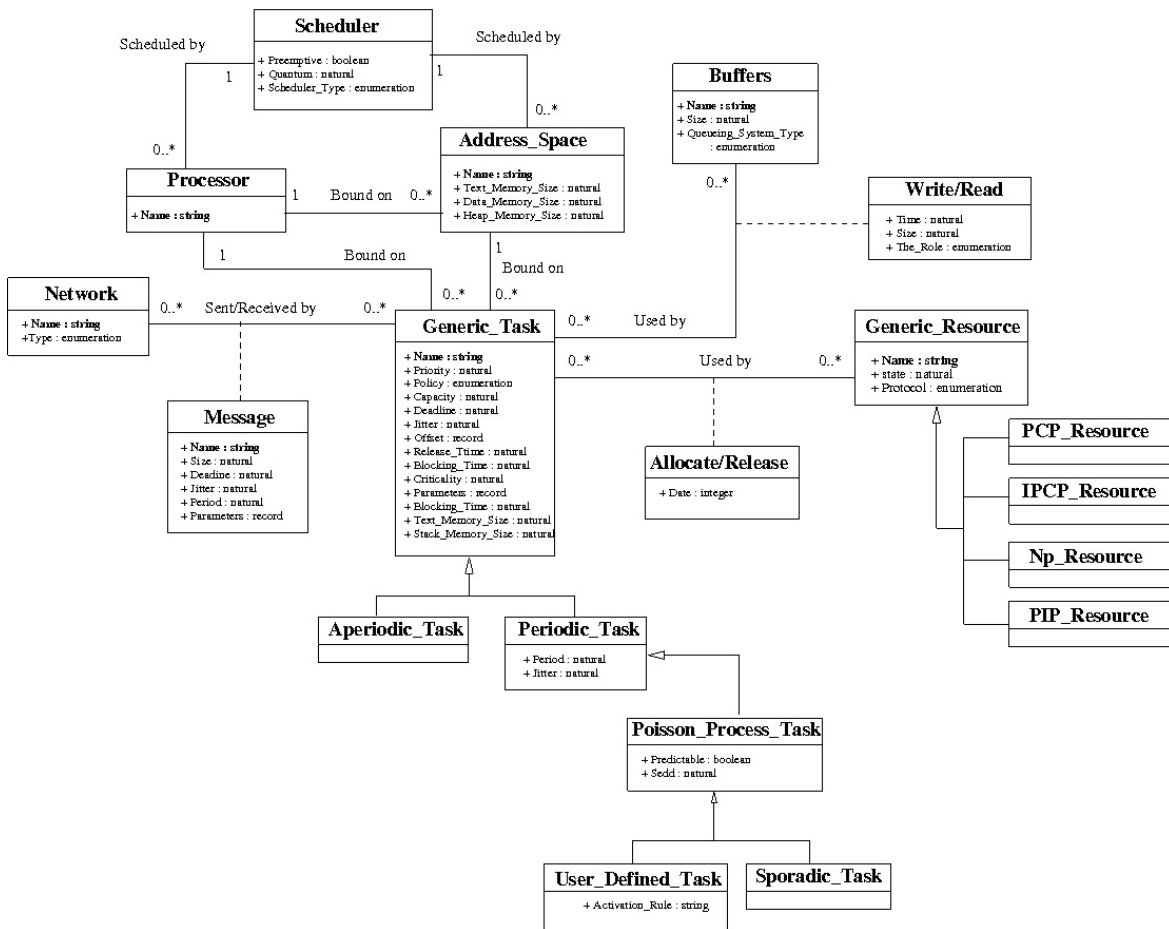 Scheduler
+ Preemptive : boolean
+ Quantum : natural
+ Scheduler_Type : enumeration
Scheduled by
1
0..*
Scheduled by
1
0..*
Buffers
+ Name : string
+ Size : natural
+ Queueing_System_Type
: enumeration
0..*
Address_Space
+ Name : string
+ Text_Memory_Size : natural
+ Data_Memory_Size : natural
+ Heap_Memory_Size : natural
Processor
+ Name : string
1
Bound on
0..*
Write/Read
+ Time : natural
+ Size : natural
+ The_Role : enumeration
1
Bound on
0..*
1
Bound on
0..*
Network
+ Name : string
+Type : enumeration
0..*
Sent/Received by
0..*
Generic_Task
+ Name : string
+ Priority : natural
+ Policy : enumeration
+ Capacity : natural
+ Deadline : natural
+ Jitter : natural
+ Offset : record
+ Release_Ttime : natural
+ Blocking_Time : natural
+ Criticality : natural
+ Parameters : record
+ Blocking_Time : natural
+ Text_Memory_Size : natural
+ Stack_Memory_Size : natural
0..*
Used by
0..*
Used by
0..*
Generic_Resource
+ Name : string
+ state : natural
+ Protocol : enumeration
Message
+ Name : string
+ Size : natural
+ Deadine : natural
+ Jitter : natural
+ Period : natural
+ Parameters : record
Allocate/Release
+ Date : integer
PCP_Resource
IPCP_Resource
Np_Resource
PIP_Resource
Aperiodic_Task
Periodic_Task
+ Period : natural
+ Jitter : natural
Poisson_Process_Task
+ Predictable : boolean
+ Sedd : natural
User_Defined_Task
+ Activation_Rule : string
Sporadic_Task